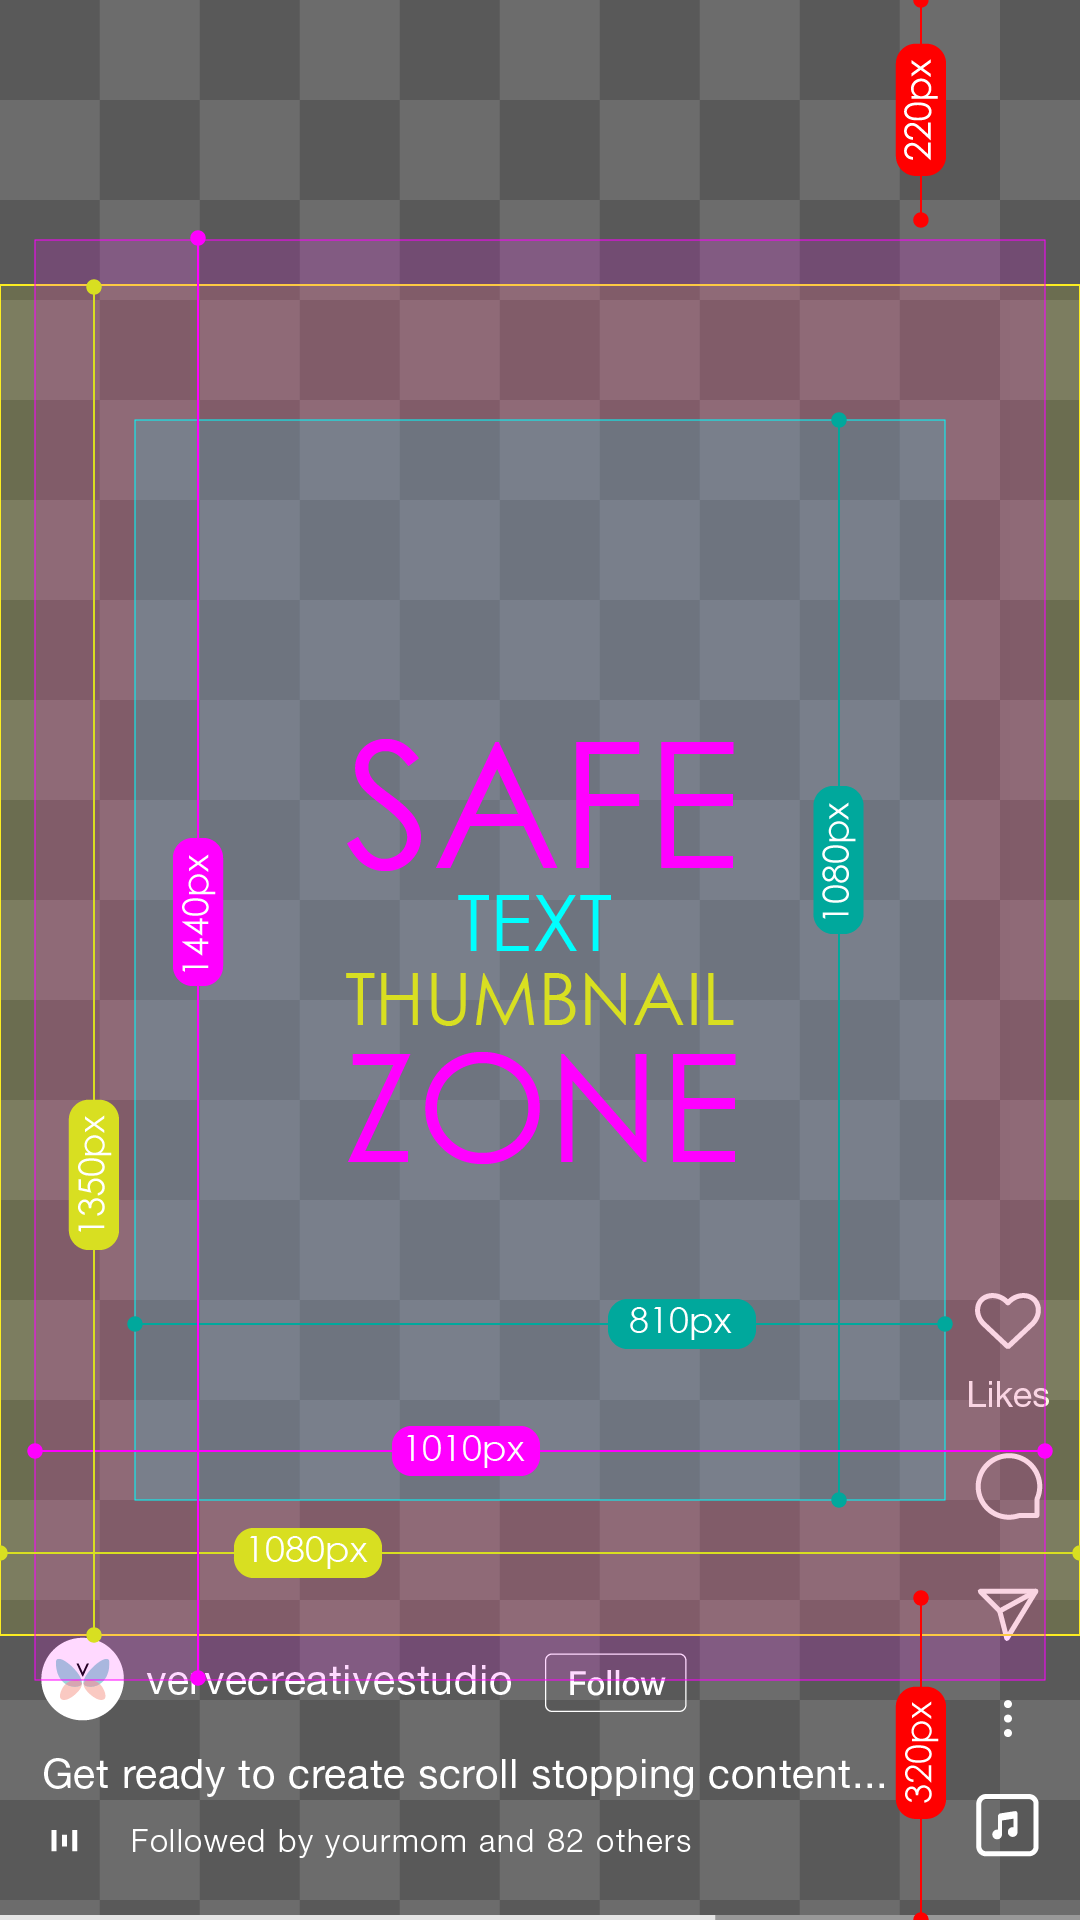 220px
SAFE
TEXT
THUMBNAIL
ZONE
1080px
1440px
1350px
810px
Likes
1010px
1080px
V
vervecreativestudio
Follow
320px
Get ready to create scroll stopping content...
Followed by yourmom and 82 others